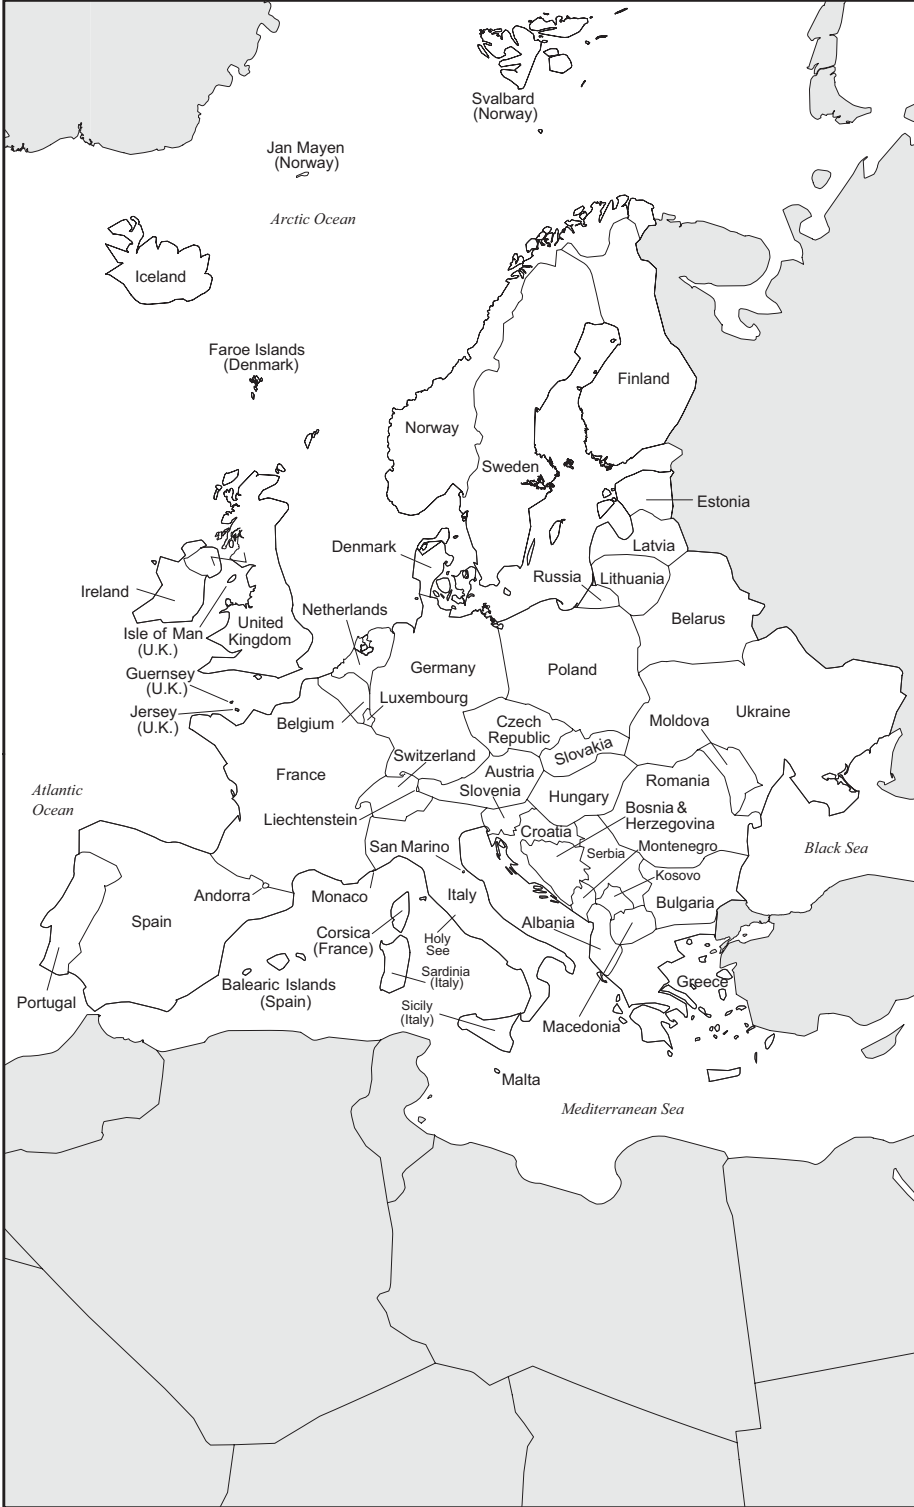 Svalbard
(Norway)
Jan Mayen
(Norway)
Arctic Ocean
Iceland
Faroe Islands
(Denmark)
Finland
Norway
Sweden
Estonia
Denmark
Latvia
Russia
Lithuania
Ireland
Netherlands
Belarus
Isle of Man
(U.K.)
United
Kingdom
Germany
Poland
Guernsey
(U.K.)
Luxembourg
Jersey
(U.K.)
Belgium
Czech
Republic
Moldova
Ukraine
Slovakia
Switzerland
France
Austria
Romania
Atlantic
Ocean
Slovenia
Hungary
Liechtenstein
Bosnia &
Herzegovina
Croatia
San Marino
Serbia
Montenegro
Black Sea
Kosovo
Andorra
Monaco
Italy
Bulgaria
Spain
Corsica
(France)
Albania
Holy
See
Balearic Islands
(Spain)
Sardinia
(Italy)
Greece
Portugal
Sicily
(Italy)
Macedonia
Malta
Mediterranean Sea